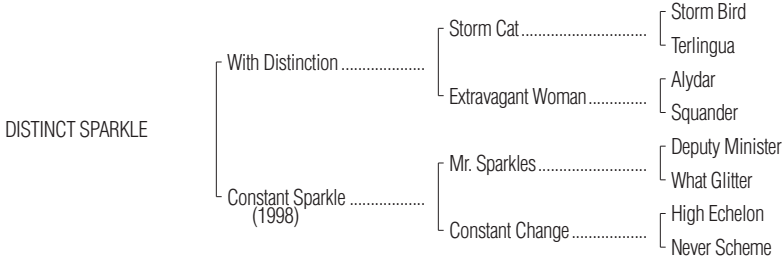 Storm Bird
Storm Cat..............................
Terlingua
With Distinction ....................
Alydar
Extravagant Woman..............
Squander
DISTINCT SPARKLE
Deputy Minister
Mr. Sparkles..........................
What Glitter
Constant Sparkle ..................
(1998)
High Echelon
Constant Change..................
Never Scheme